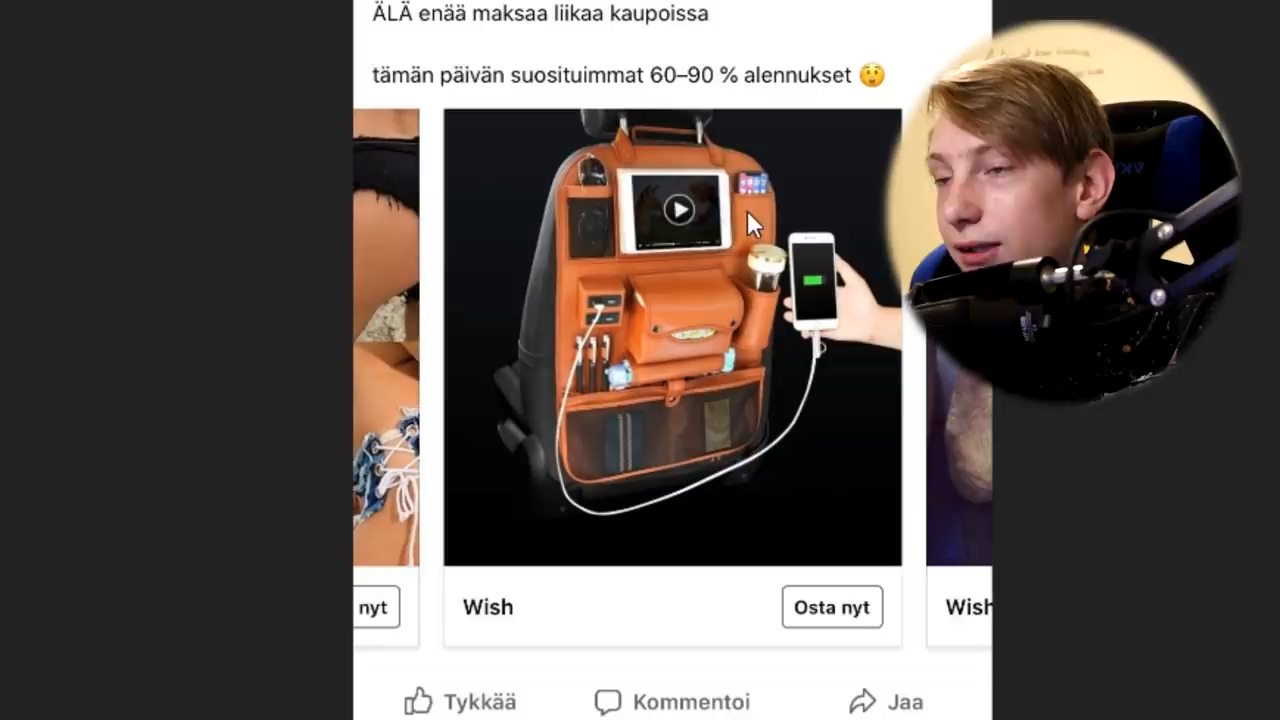 ÄLÄ enää maksaa liikaa kaupoissa
tämän päivän suosituimmat 60–90 % alennukset 😲
nyt
Wish
Osta nyt
Wish
Tykkää
Kommentoi
Jaa